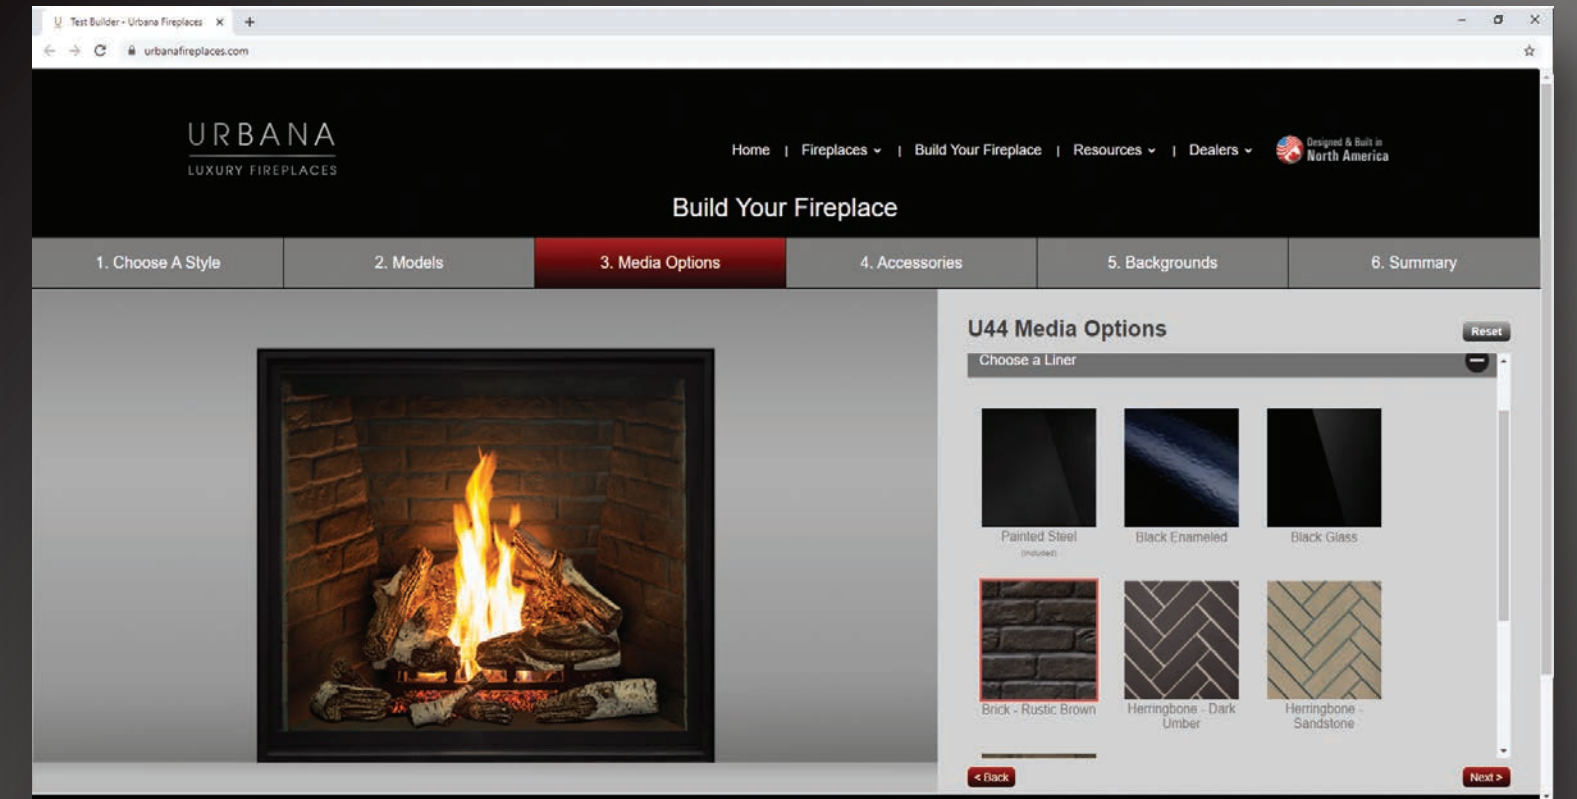 Test Builder - Urbana Fireplaces
urbanafireplaces.com
URBANA
LUXURY FIREPLACES
Home | Fireplaces | Build Your Fireplace | Resources | Dealers
Designed & Built in
North America
Build Your Fireplace
1. Choose A Style
2. Models
3. Media Options
4. Accessories
5. Backgrounds
6. Summary
U44 Media Options
Reset
Choose a Liner
Painted Steel
(included)
Black Enameled
Black Glass
Brick - Rustic Brown
Herringbone - Dark
Umber
Herringbone -
Sandstone
< Back
Next >